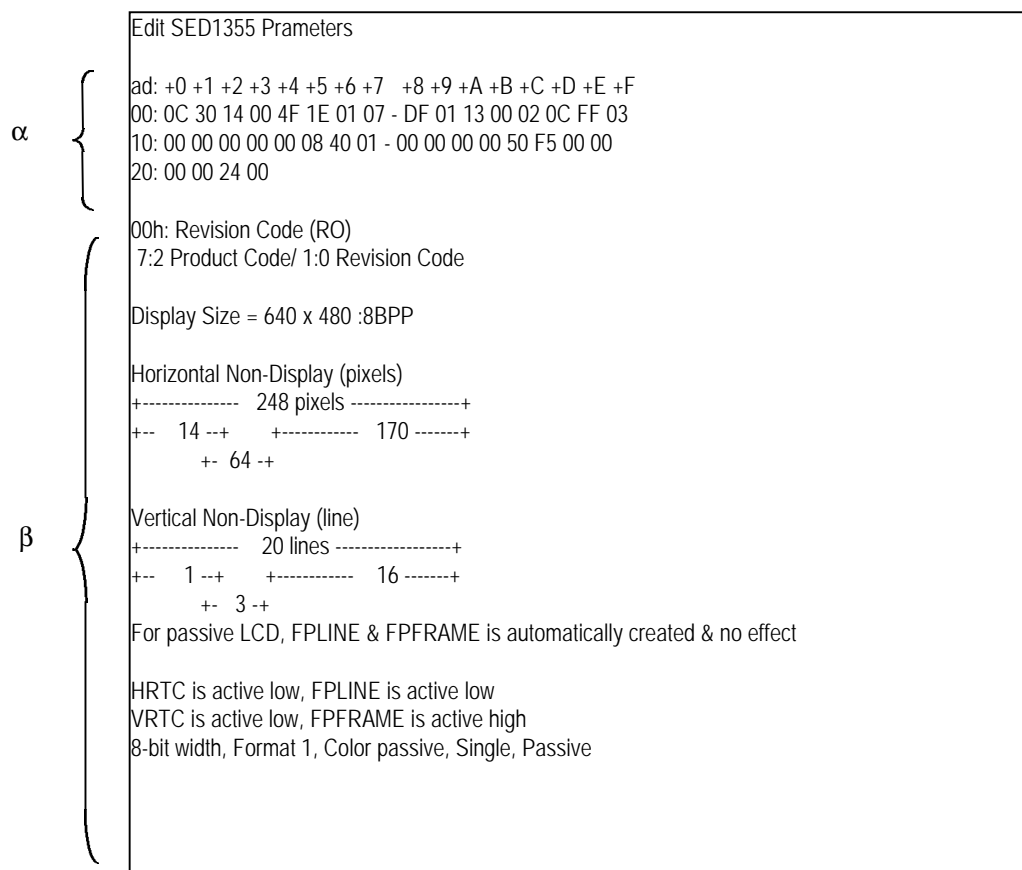 Edit SED1355 Prameters
ad: +0 +1 +2 +3 +4 +5 +6 +7 +8 +9 +A +B +C +D +E +F
00: 0C 30 14 00 4F 1E 01 07 - DF 01 13 00 02 0C FF 03
α
10: 00 00 00 00 00 08 40 01 - 00 00 00 00 50 F5 00 00
20: 00 00 24 00
00h: Revision Code (RO)
7:2 Product Code/ 1:0 Revision Code
Display Size = 640 x 480 :8BPP
Horizontal Non-Display (pixels)
+--------------- 248 pixels -----------------+
+-- 14 --+ +------------ 170 -------+
+- 64 -+
Vertical Non-Display (line)
β
+--------------- 20 lines ------------------+
+-- 1 --+ +------------ 16 -------+
+- 3 -+
For passive LCD, FPLINE & FPFRAME is automatically created & no effect
HRTC is active low, FPLINE is active low
VRTC is active low, FPFRAME is active high
8-bit width, Format 1, Color passive, Single, Passive